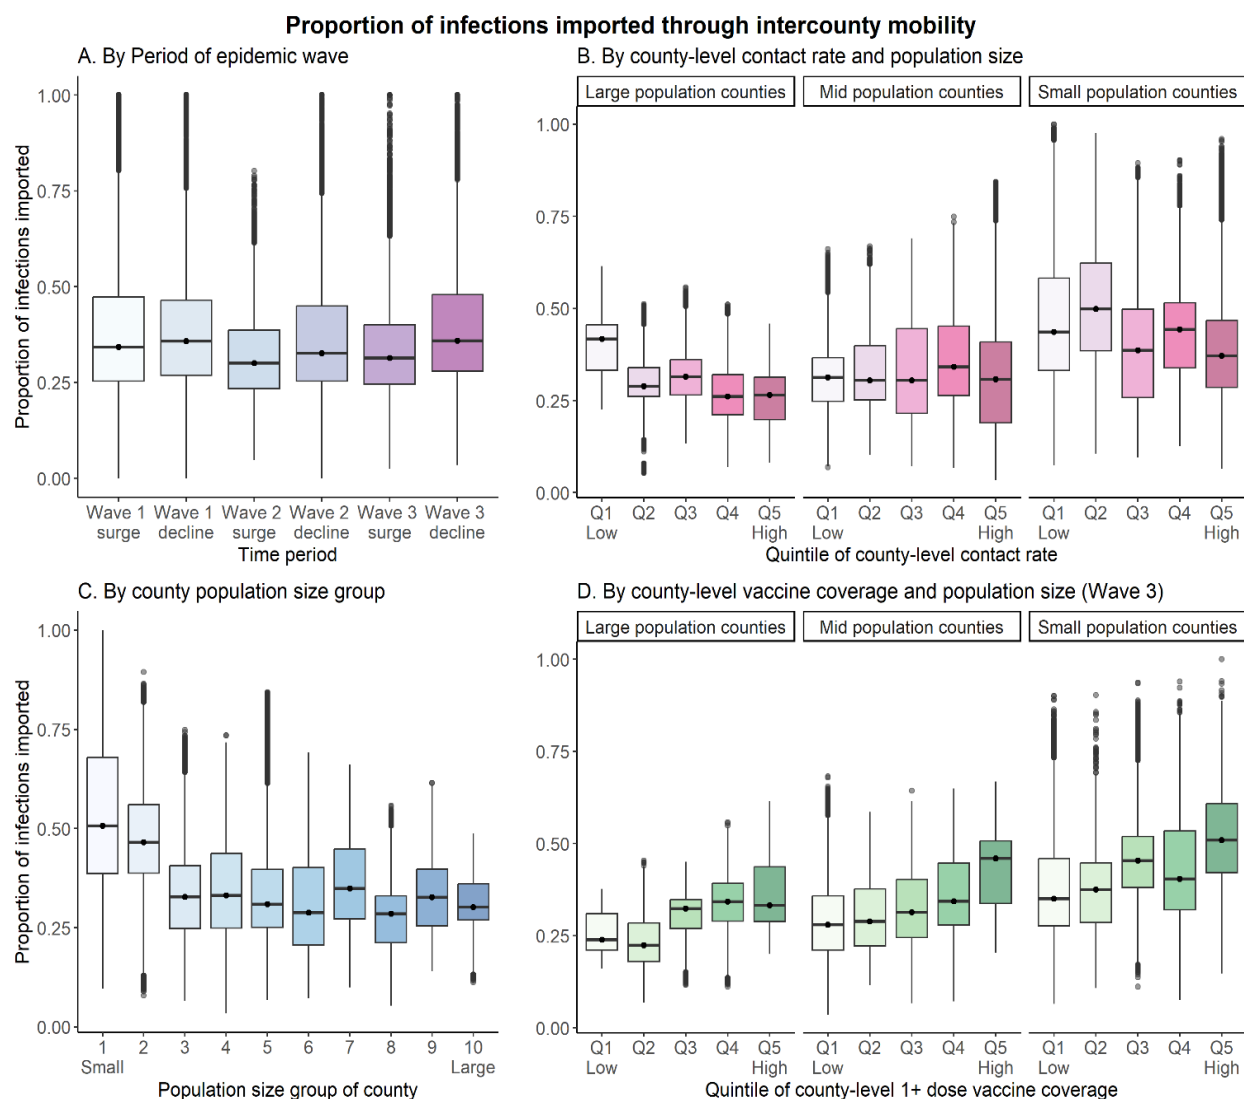 Proportion of infections imported through intercounty mobility
A. By Period of epidemic wave
Proportion of infections imported
1.00
0.75
0.50
0.25
0.00
Wave 1 surge
Wave 1 decline
Wave 2 surge
Wave 2 decline
Wave 3 surge
Wave 3 decline
Time period
B. By county-level contact rate and population size
Large population counties
Mid population counties
Small population counties
1.00
0.75
0.50
0.25
0.00
Q1 Q2 Q3 Q4 Q5
Low High
Q1 Q2 Q3 Q4 Q5
Low High
Q1 Q2 Q3 Q4 Q5
Low High
Quintile of county-level contact rate
C. By county population size group
Proportion of infections imported
1.00
0.75
0.50
0.25
0.00
1 2 3 4 5 6 7 8 9 10
Small Large
Population size group of county
D. By county-level vaccine coverage and population size (Wave 3)
Large population counties
Mid population counties
Small population counties
1.00
0.75
0.50
0.25
0.00
Q1 Q2 Q3 Q4 Q5
Low High
Q1 Q2 Q3 Q4 Q5
Low High
Q1 Q2 Q3 Q4 Q5
Low High
Quintile of county-level 1+ dose vaccine coverage